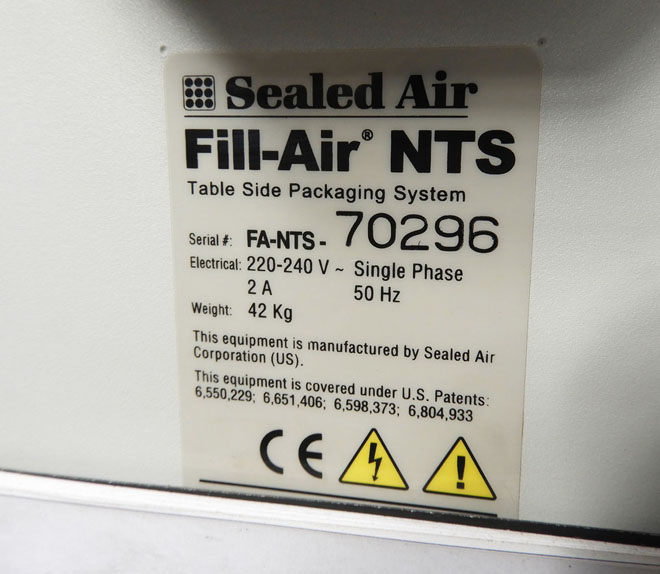 Sealed Air
Fill-Air® NTS
Table Side Packaging System
Serial #: FA-NTS - 70296
Electrical: 220-240 V ~ Single Phase
2 A 50 Hz
Weight: 42 Kg
This equipment is manufactured by Sealed Air
Corporation (US).
This equipment is covered under U.S. Patents:
6,550,229; 6,651,406; 6,598,373; 6,804,933
CE